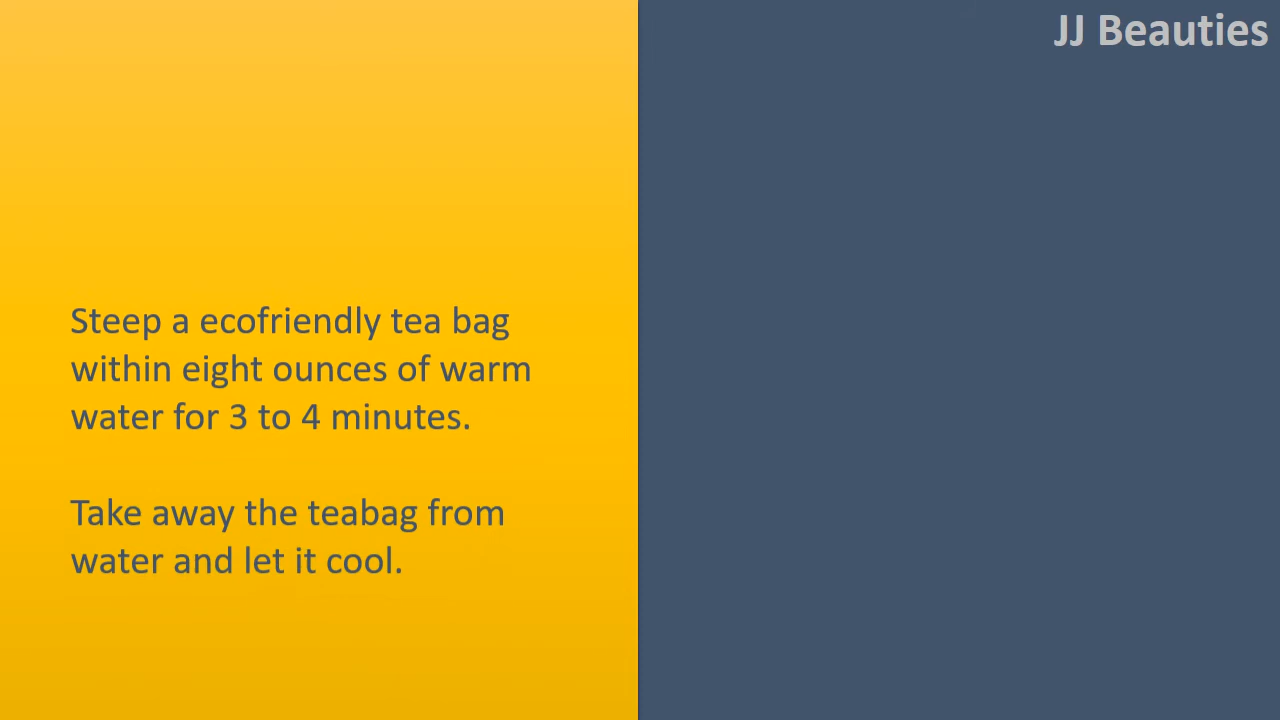 JJ Beauties
Steep a ecofriendly tea bag
within eight ounces of warm
water for 3 to 4 minutes.
Take away the teabag from
water and let it cool.